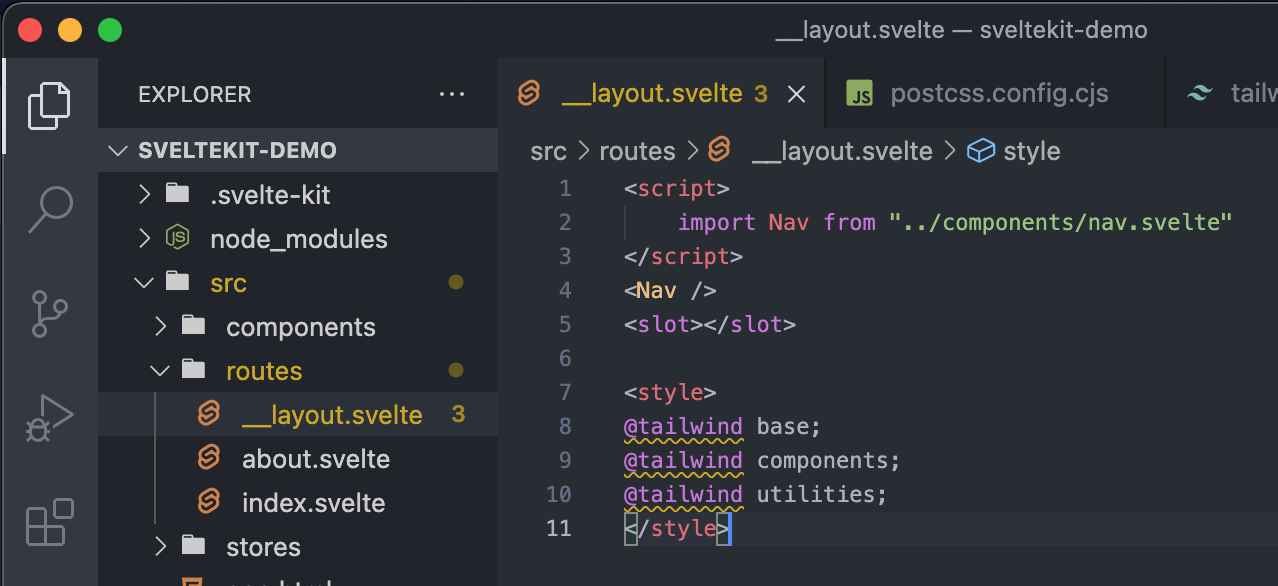 __layout.svelte — sveltekit-demo
EXPLORER
SVELTEKIT-DEMO
.svelte-kit
JS node_modules
src
components
routes
__layout.svelte 3
about.svelte
index.svelte
stores
__layout.svelte 3
JS postcss.config.cjs
src > routes > __layout.svelte > style
1 <script>
2 import Nav from "../components/nav.svelte"
3 </script>
4 <Nav />
5 <slot></slot>
6
7 <style>
8 @tailwind base;
9 @tailwind components;
10 @tailwind utilities;
11 </style>